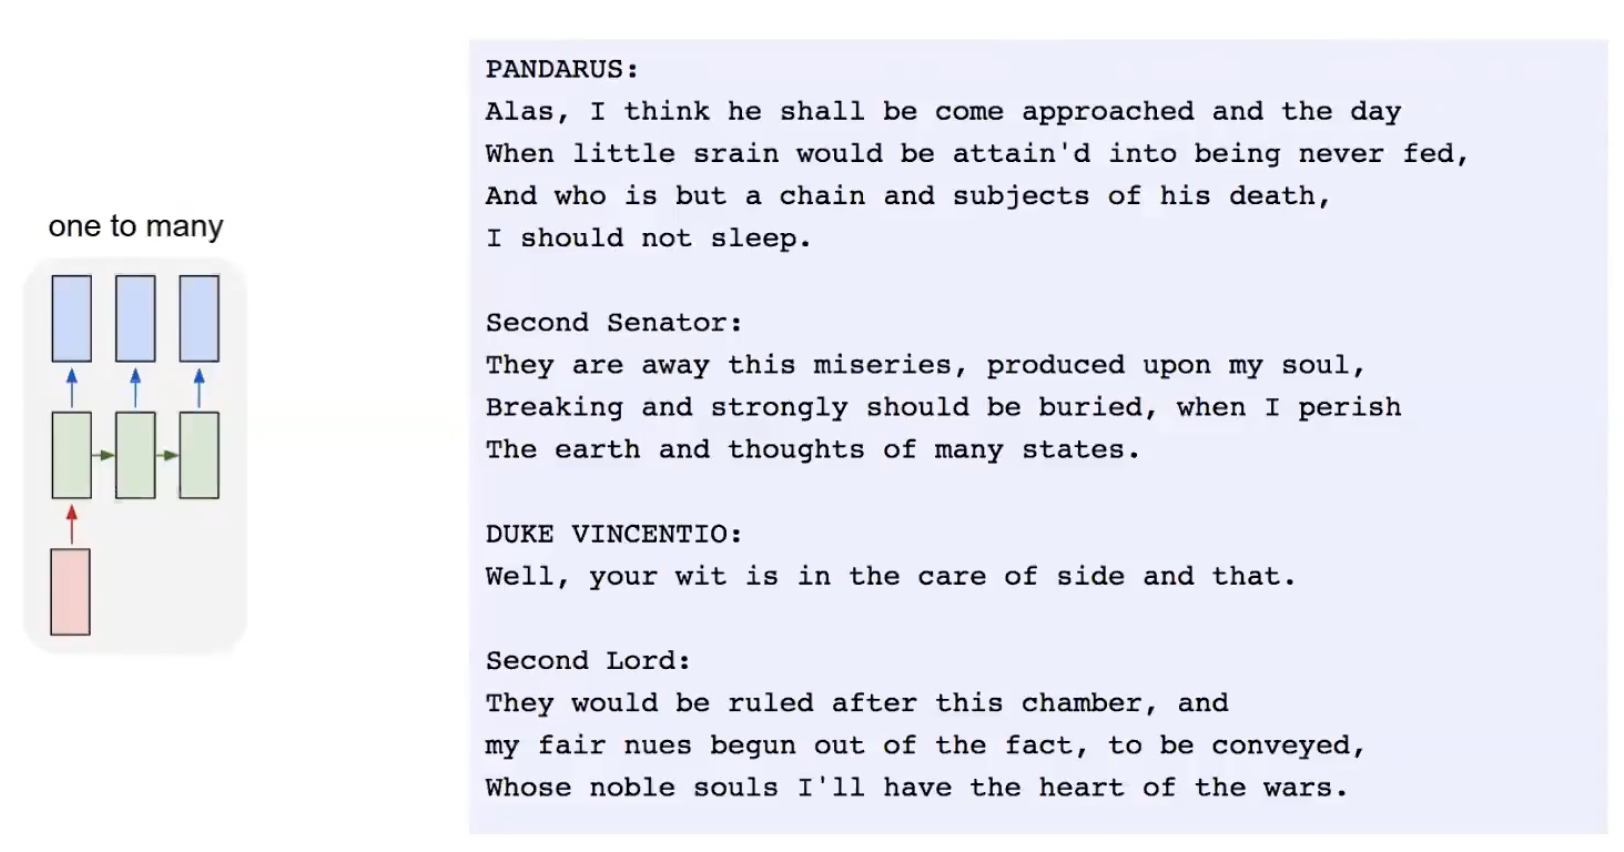 one to many
PANDARUS:
Alas, I think he shall be come approached and the day
When little srain would be attain'd into being never fed,
And who is but a chain and subjects of his death,
I should not sleep.
Second Senator:
They are away this miseries, produced upon my soul,
Breaking and strongly should be buried, when I perish
The earth and thoughts of many states.
DUKE VINCENTIO:
Well, your wit is in the care of side and that.
Second Lord:
They would be ruled after this chamber, and
my fair nues begun out of the fact, to be conveyed,
Whose noble souls I'll have the heart of the wars.